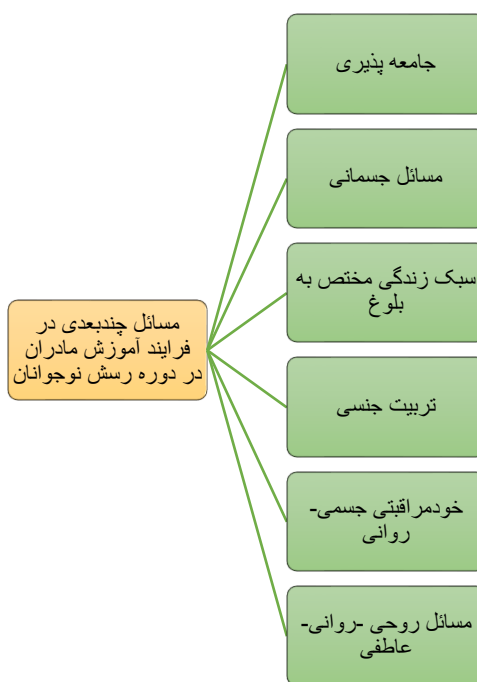 جامعه پذیری
مسائل جسمانی
سبک زندگی مختص به
بلوغ
مسائل چندبعدی در
فرایند آموزش مادران
در دوره رسش نوجوانان
تربیت جنسی
خودمراقبتی جسمی-
روانی
مسائل روحی -روانی-
عاطفی